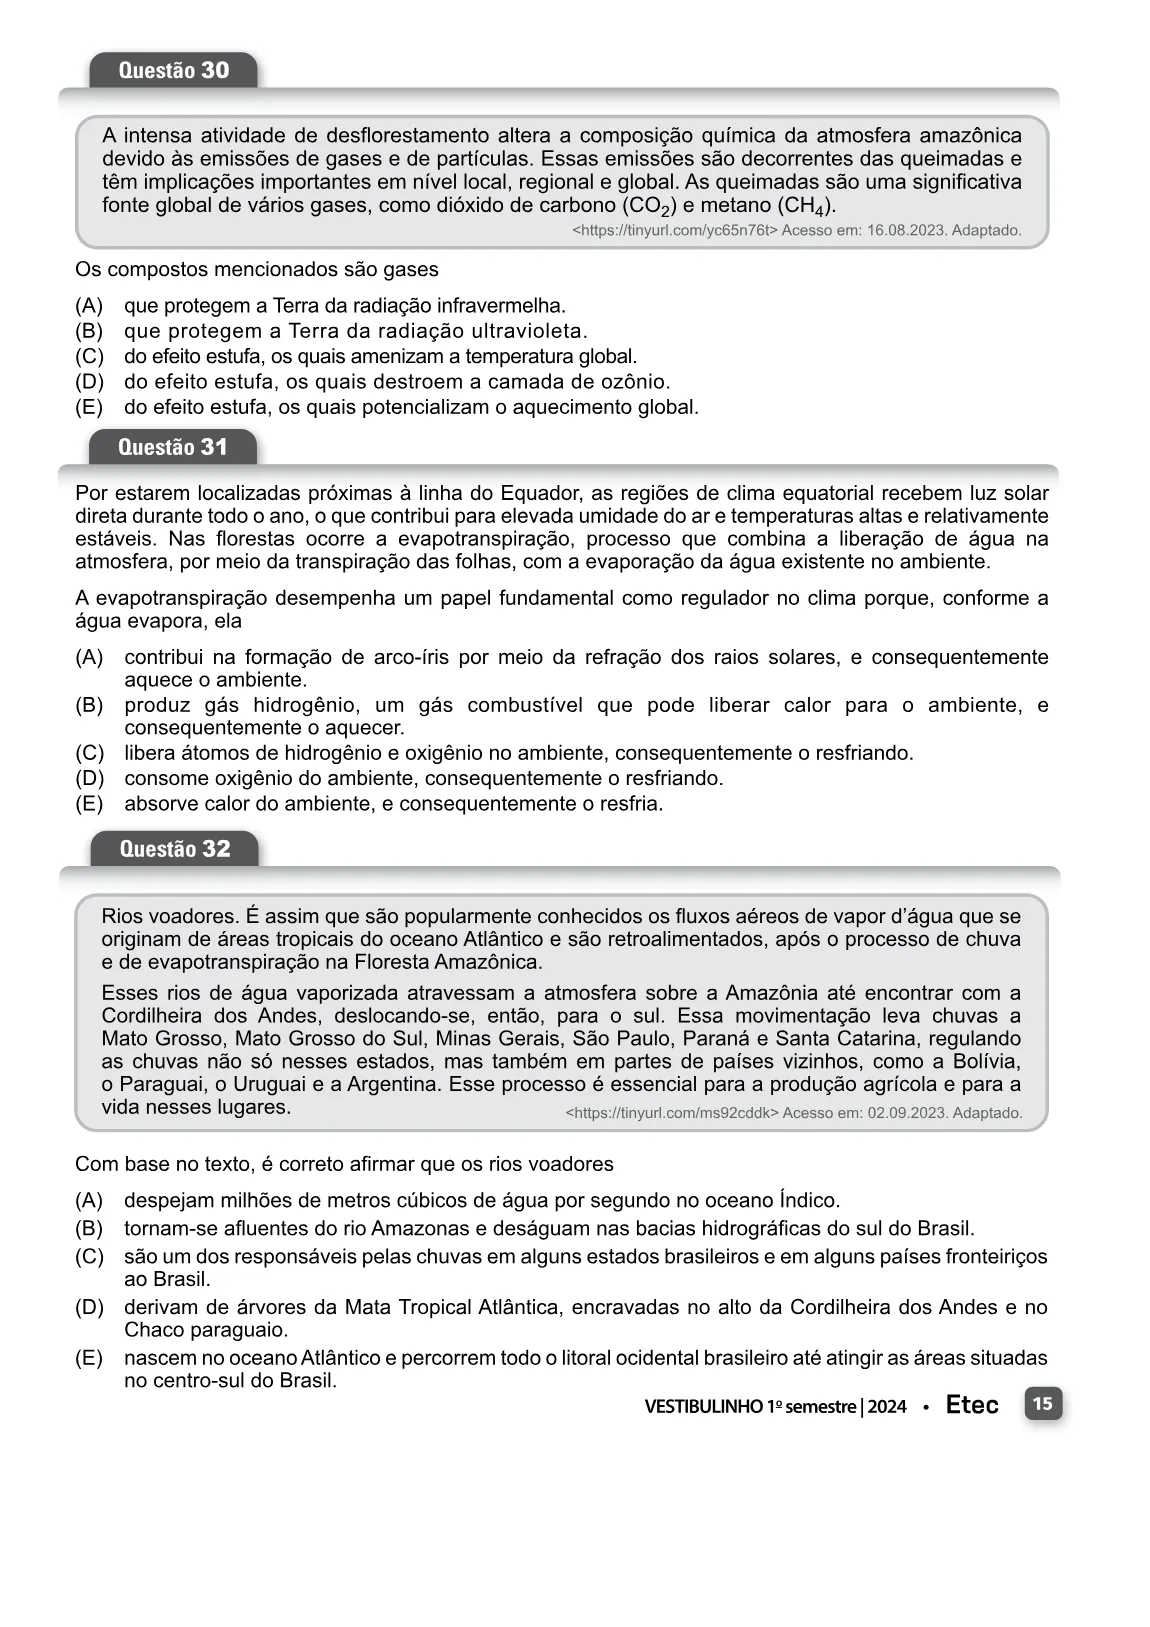 Questão 30
A intensa atividade de desflorestamento altera a composição química da atmosfera amazônica
devido às emissões de gases e de partículas. Essas emissões são decorrentes das queimadas e
têm implicações importantes em nível local, regional e global. As queimadas são uma significativa
fonte global de vários gases, como dióxido de carbono (CO₂) e metano (CH₄).
<https://tinyurl.com/yc65n76t> Acesso em: 16.08.2023. Adaptado.
Os compostos mencionados são gases
(A) que protegem a Terra da radiação infravermelha.
(B) que protegem a Terra da radiação ultravioleta.
(C) do efeito estufa, os quais amenizam a temperatura global.
(D) do efeito estufa, os quais destroem a camada de ozônio.
(E) do efeito estufa, os quais potencializam o aquecimento global.
Questão 31
Por estarem localizadas próximas à linha do Equador, as regiões de clima equatorial recebem luz solar
direta durante todo o ano, o que contribui para elevada umidade do ar e temperaturas altas e relativamente
estáveis. Nas florestas ocorre a evapotranspiração, processo que combina a liberação de água na
atmosfera, por meio da transpiração das folhas, com a evaporação da água existente no ambiente.
A evapotranspiração desempenha um papel fundamental como regulador no clima porque, conforme a
água evapora, ela
(A) contribui na formação de arco-íris por meio da refração dos raios solares, e consequentemente
aquece o ambiente.
(B) produz gás hidrogênio, um gás combustível que pode liberar calor para o ambiente, e
consequentemente o aquecer.
(C) libera átomos de hidrogênio e oxigênio no ambiente, consequentemente o resfriando.
(D) consome oxigênio do ambiente, consequentemente o resfriando.
(E) absorve calor do ambiente, e consequentemente o resfria.
Questão 32
Rios voadores. É assim que são popularmente conhecidos os fluxos aéreos de vapor d’água que se
originam de áreas tropicais do oceano Atlântico e são retroalimentados, após o processo de chuva
e de evapotranspiração na Floresta Amazônica.
Esses rios de água vaporizada atravessam a atmosfera sobre a Amazônia até encontrar com a
Cordilheira dos Andes, deslocando-se, então, para o sul. Essa movimentação leva chuvas a
Mato Grosso, Mato Grosso do Sul, Minas Gerais, São Paulo, Paraná e Santa Catarina, regulando
as chuvas não só nesses estados, mas também em partes de países vizinhos, como a Bolívia,
o Paraguai, o Uruguai e a Argentina. Esse processo é essencial para a produção agrícola e para a
vida nesses lugares.
<https://tinyurl.com/ms92cddk> Acesso em: 02.09.2023. Adaptado.
Com base no texto, é correto afirmar que os rios voadores
(A) despejam milhões de metros cúbicos de água por segundo no oceano Índico.
(B) tornam-se afluentes do rio Amazonas e deságuam nas bacias hidrográficas do sul do Brasil.
(C) são um dos responsáveis pelas chuvas em alguns estados brasileiros e em alguns países fronteiriços
ao Brasil.
(D) derivam de árvores da Mata Tropical Atlântica, encravadas no alto da Cordilheira dos Andes e no
Chaco paraguaio.
(E) nascem no oceano Atlântico e percorrem todo o litoral ocidental brasileiro até atingir as áreas situadas
no centro-sul do Brasil.
VESTIBULINHO 1º semestre | 2024 • Etec 15